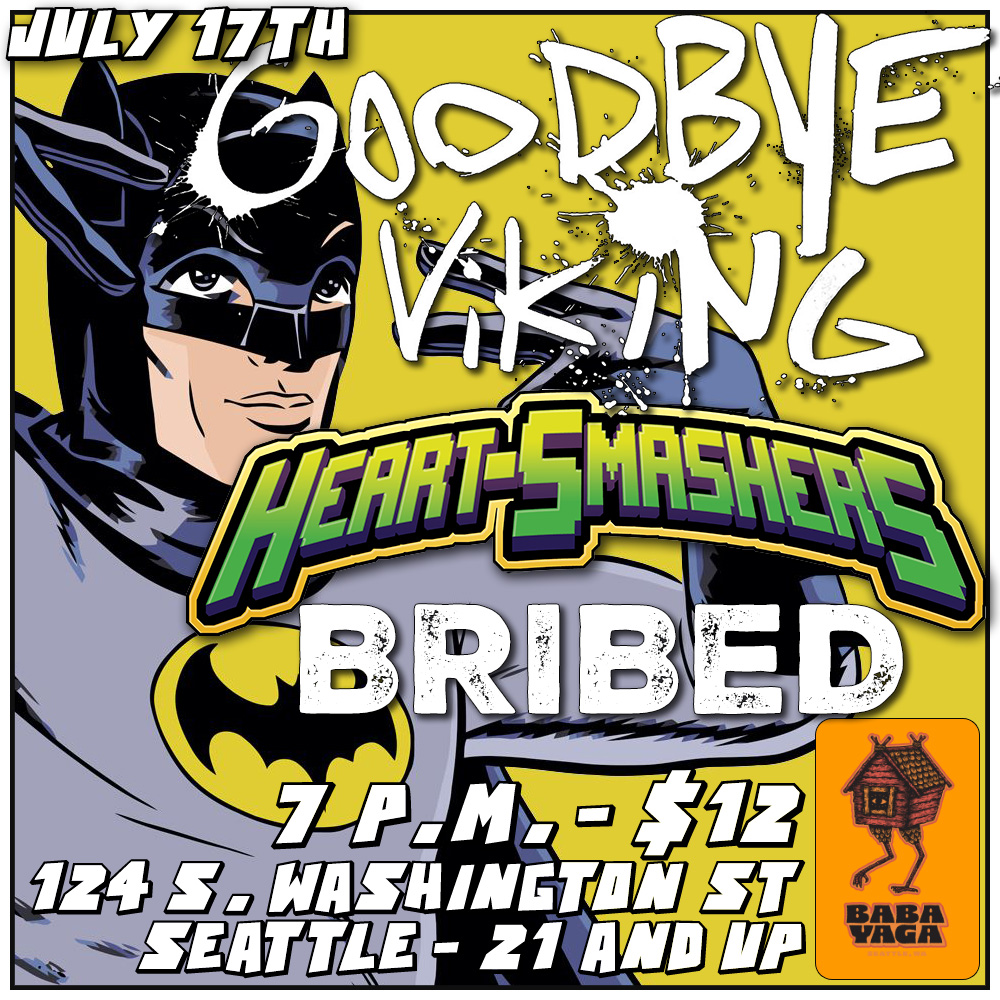 JULY 17TH
GOODBYE
VIKING
HEART-SMASHERS
BRIBED
7 P.M. - $12
124 S. WASHINGTON ST
SEATTLE - 21 AND UP
BABA
YAGA